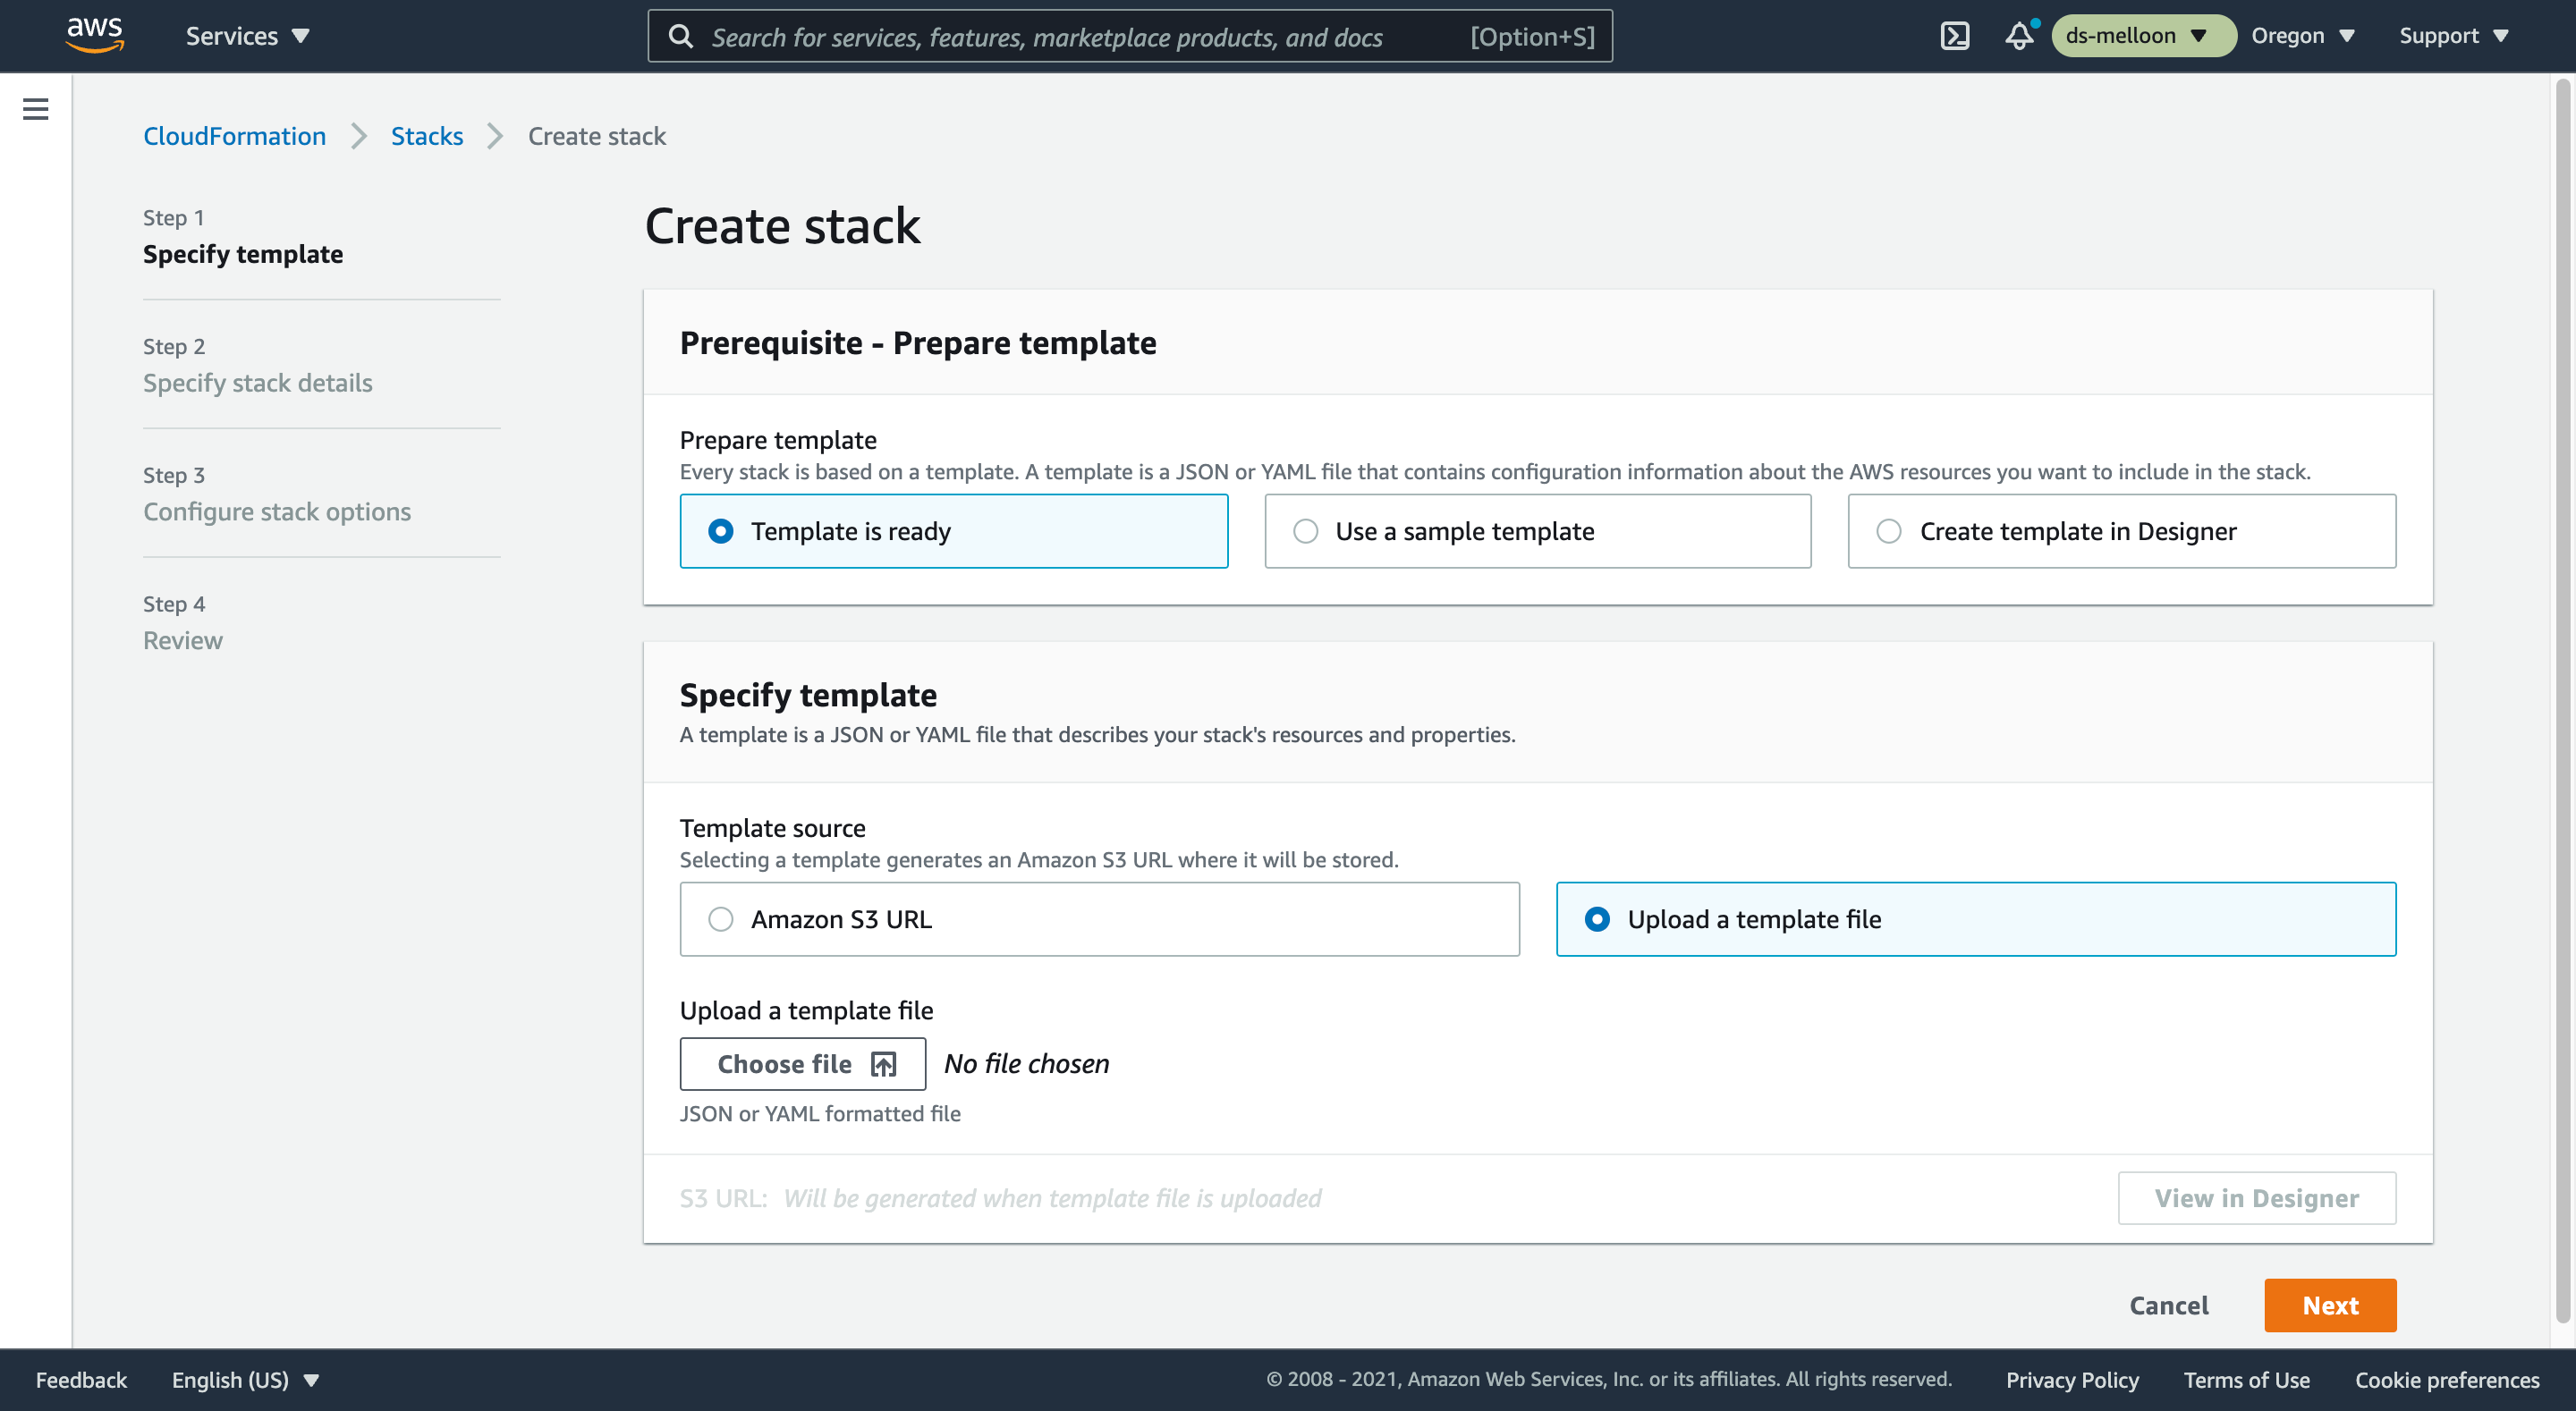 aws
Services
Search for services, features, marketplace products, and docs [Option+S]
ds-melloon
Oregon
Support
CloudFormation
Stacks
Create stack
Step 1
Specify template
Step 2
Specify stack details
Step 3
Configure stack options
Step 4
Review
Create stack
Prerequisite - Prepare template
Prepare template
Every stack is based on a template. A template is a JSON or YAML file that contains configuration information about the AWS resources you want to include in the stack.
Template is ready
Use a sample template
Create template in Designer
Specify template
A template is a JSON or YAML file that describes your stack's resources and properties.
Template source
Selecting a template generates an Amazon S3 URL where it will be stored.
Amazon S3 URL
Upload a template file
Upload a template file
Choose file No file chosen
JSON or YAML formatted file
S3 URL: Will be generated when template file is uploaded
View in Designer
Cancel
Next
Feedback
English (US)
© 2008 - 2021, Amazon Web Services, Inc. or its affiliates. All rights reserved.
Privacy Policy
Terms of Use
Cookie preferences